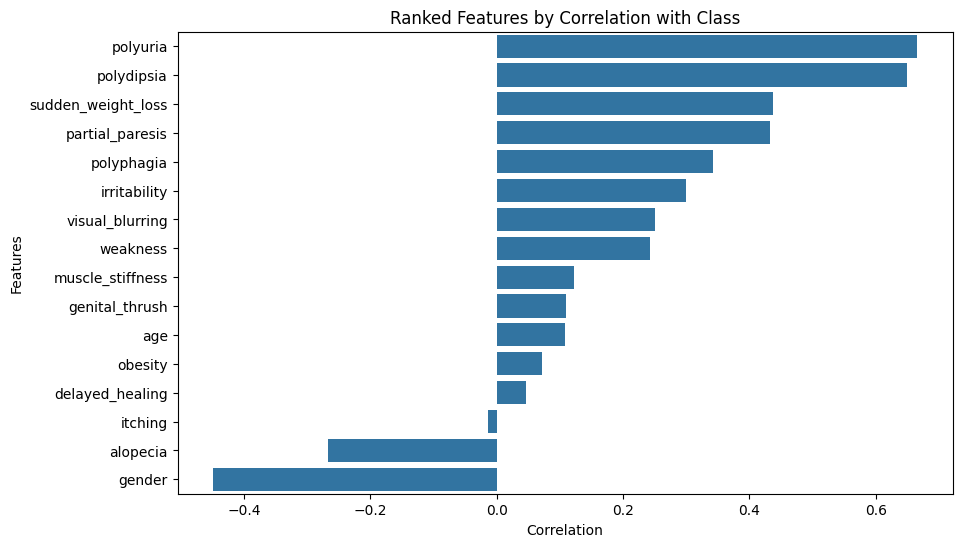 Ranked Features by Correlation with Class
polyuria
polydipsia
sudden_weight_loss
partial_paresis
polyphagia
irritability
visual_blurring
weakness
muscle_stiffness
genital_thrush
age
obesity
delayed_healing
itching
alopecia
gender
Features
−0.4
−0.2
0.0
0.2
0.4
0.6
Correlation